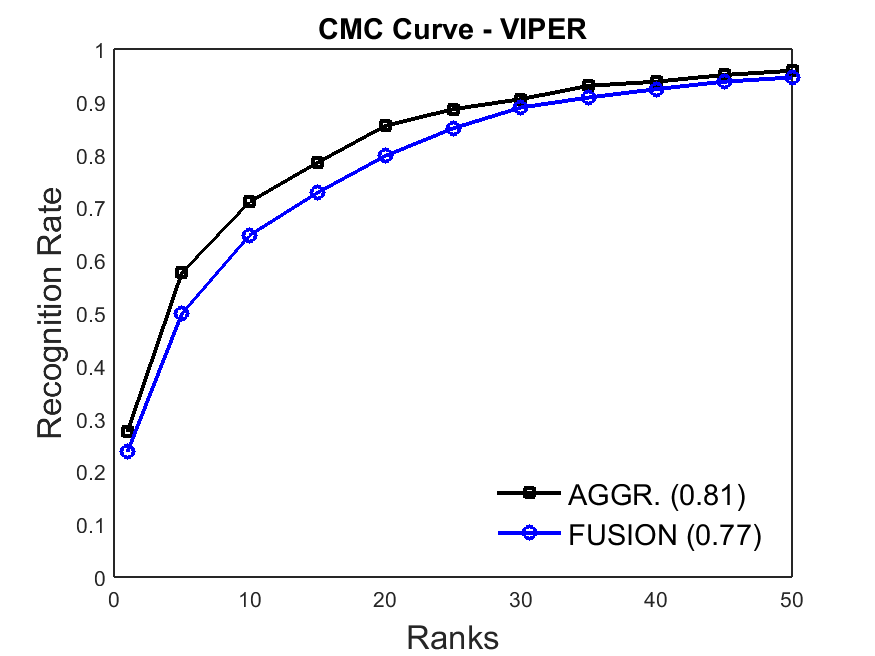 CMC Curve - VIPER
Recognition Rate
1
0.9
0.8
0.7
0.6
0.5
0.4
0.3
0.2
0.1
0
AGGR. (0.81)
FUSION (0.77)
0 10 20 30 40 50
Ranks